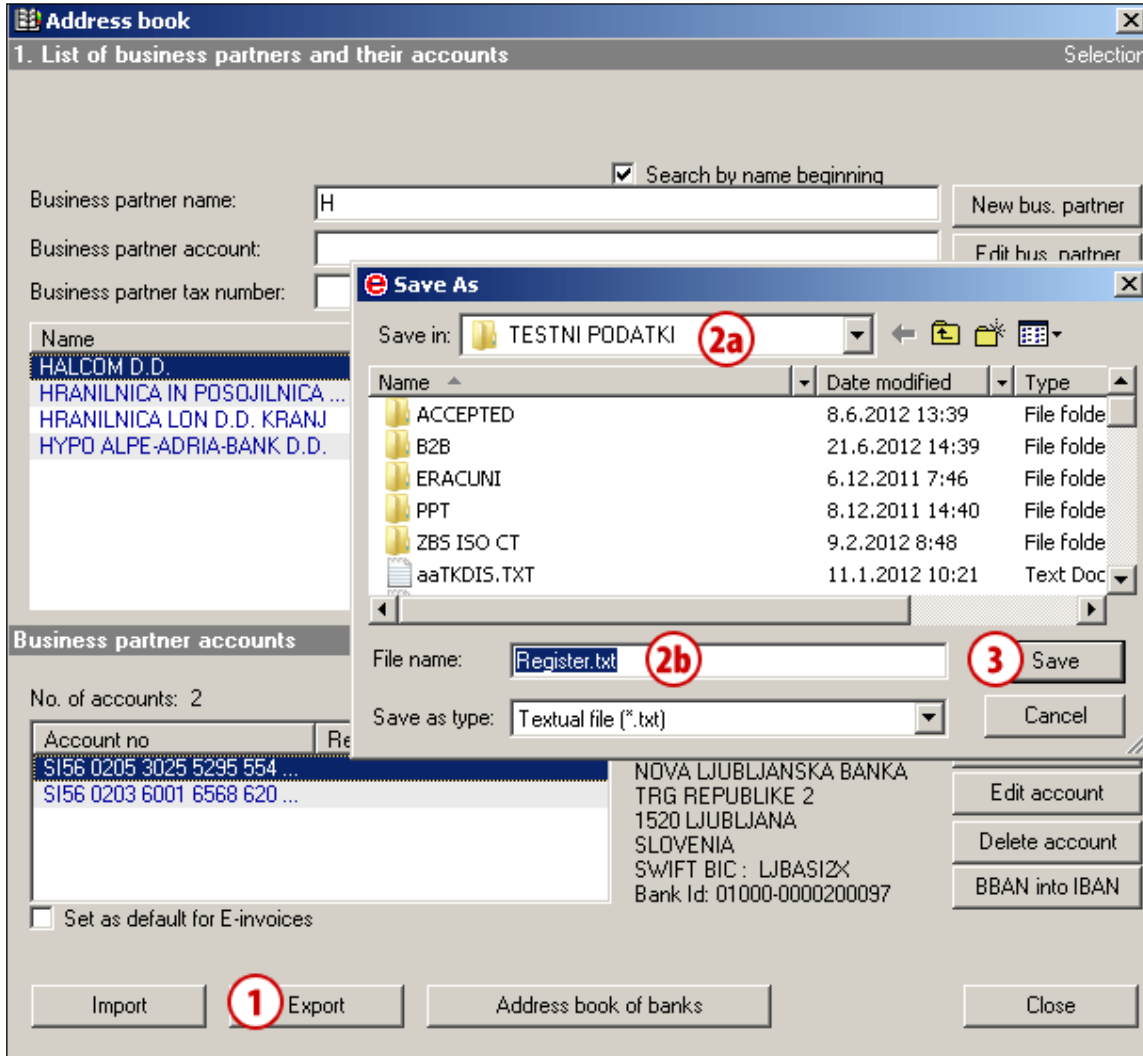 Address book
1. List of business partners and their accounts Selection
Search by name beginning
Business partner name: H New bus. partner
Business partner account: Edit bus. partner
Business partner tax number:
Save As
Save in: TESTNI PODATKI 2a
Name Date modified Type
ACCEPTED 8.6.2012 13:39 File folde
B2B 21.6.2012 14:39 File folde
ERACUNI 6.12.2011 7:46 File folde
PPT 8.12.2011 14:40 File folde
ZBS ISO CT 9.2.2012 8:48 File folde
aaTKDIS.TXT 11.1.2012 10:21 Text Doc
File name: Register.txt 2b 3 Save
Save as type: Textual file (*.txt) Cancel
Name
HALCOM D.D.
HRANILNICA IN POSOJILNICA ...
HRANILNICA LON D.D. KRANJ
HYPO ALPE-ADRIA-BANK D.D.
Business partner accounts
No. of accounts: 2
Account no Re
SI56 0205 3025 5295 554 ...
SI56 0203 6001 6568 620 ...
NOVA LJUBLJANSKA BANKA
TRG REPUBLIKE 2
1520 LJUBLJANA
SLOVENIA
SWIFT BIC : LJBASI2X
Bank Id: 01000-0000200097
Edit account
Delete account
BBAN into IBAN
Set as default for E-invoices
Import 1 Export Address book of banks Close